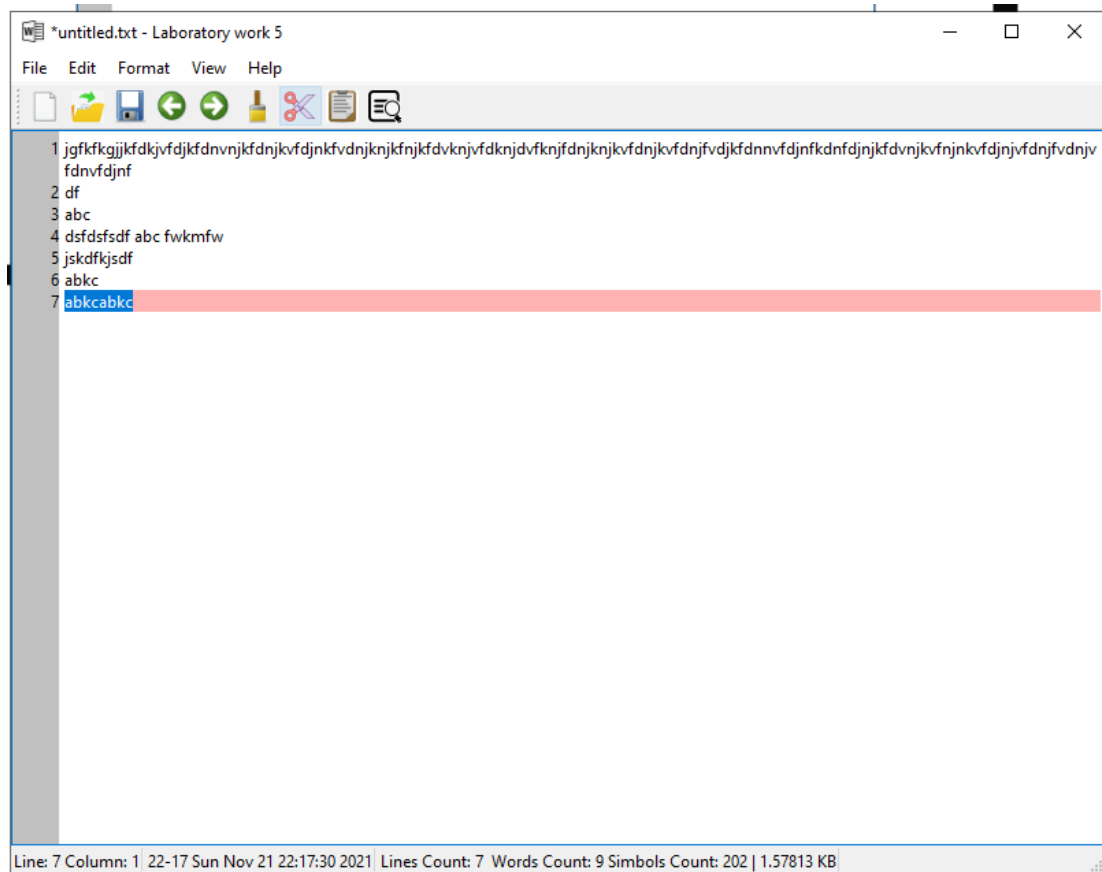 *untitled.txt - Laboratory work 5
File Edit Format View Help
1 jgfkfkgjjkfdkjvfdjkfdnvnjkfdnjkvfdjnkfvdnjknjkfnjkfdvknjvfdknjdvfknjfdnjknjkvfdnjkvfdnjfvdjkfdnnvfdjnfkdnfdjnjkfdvnjkvfnjnkvfdjnjvfdnjfvdnjv
fdnvfdjnf
2 df
3 abc
4 dsfdsfsdf abc fwkmfw
5 jskdfkjsdf
6 abkc
7 abkcabkc
Line: 7 Column: 1 22-17 Sun Nov 21 22:17:30 2021 Lines Count: 7 Words Count: 9 Simbols Count: 202 | 1.57813 KB